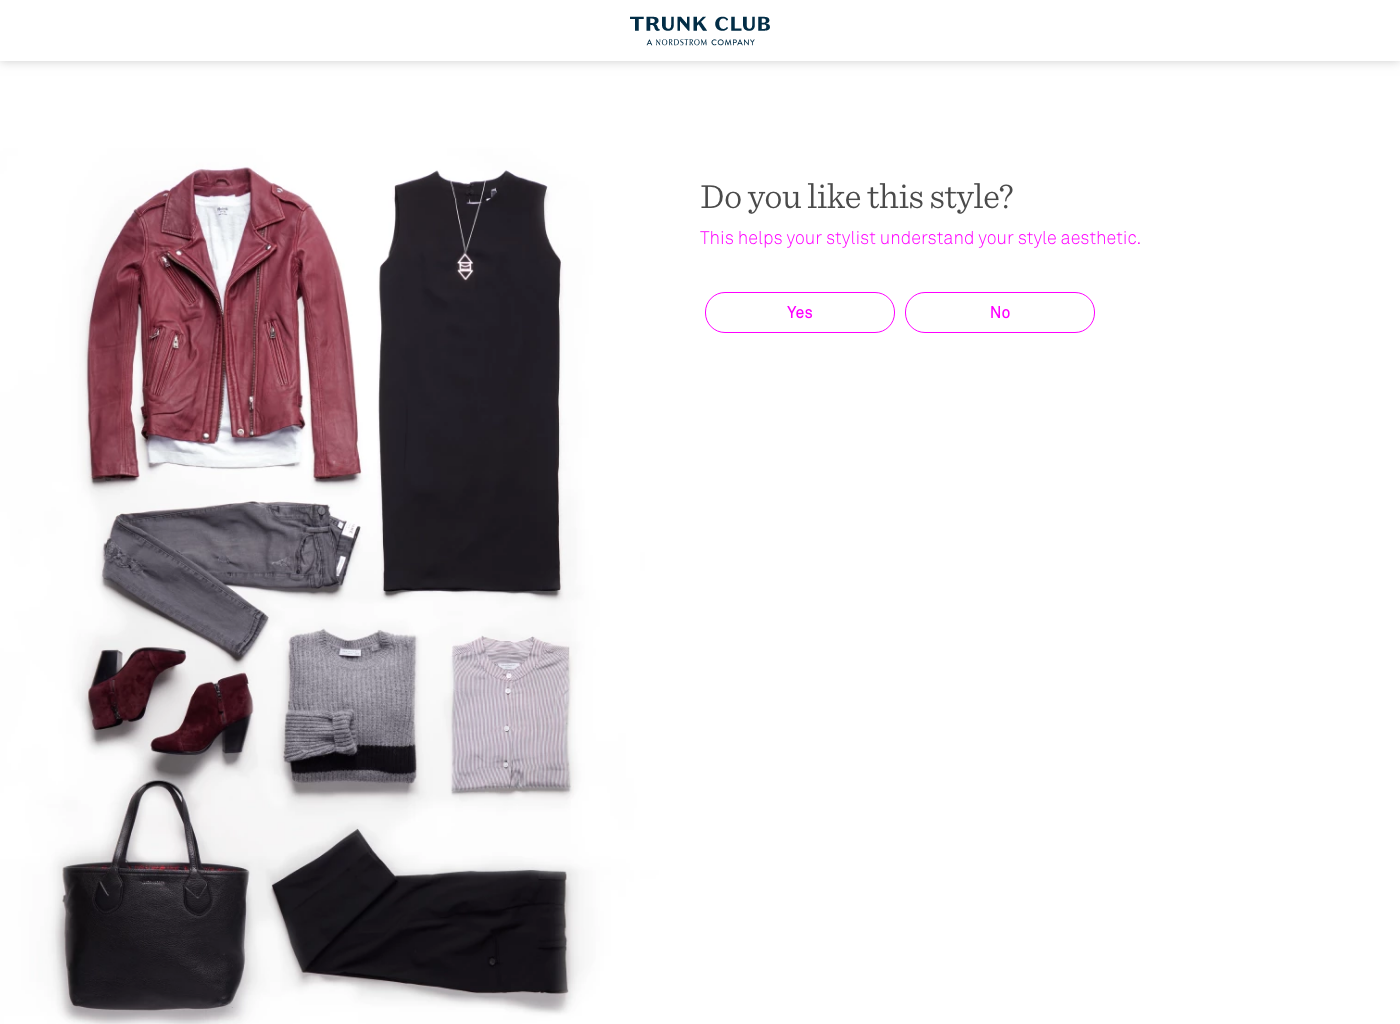 TRUNK CLUB
A NORDSTROM COMPANY
Do you like this style?
This helps your stylist understand your style aesthetic.
Yes
No